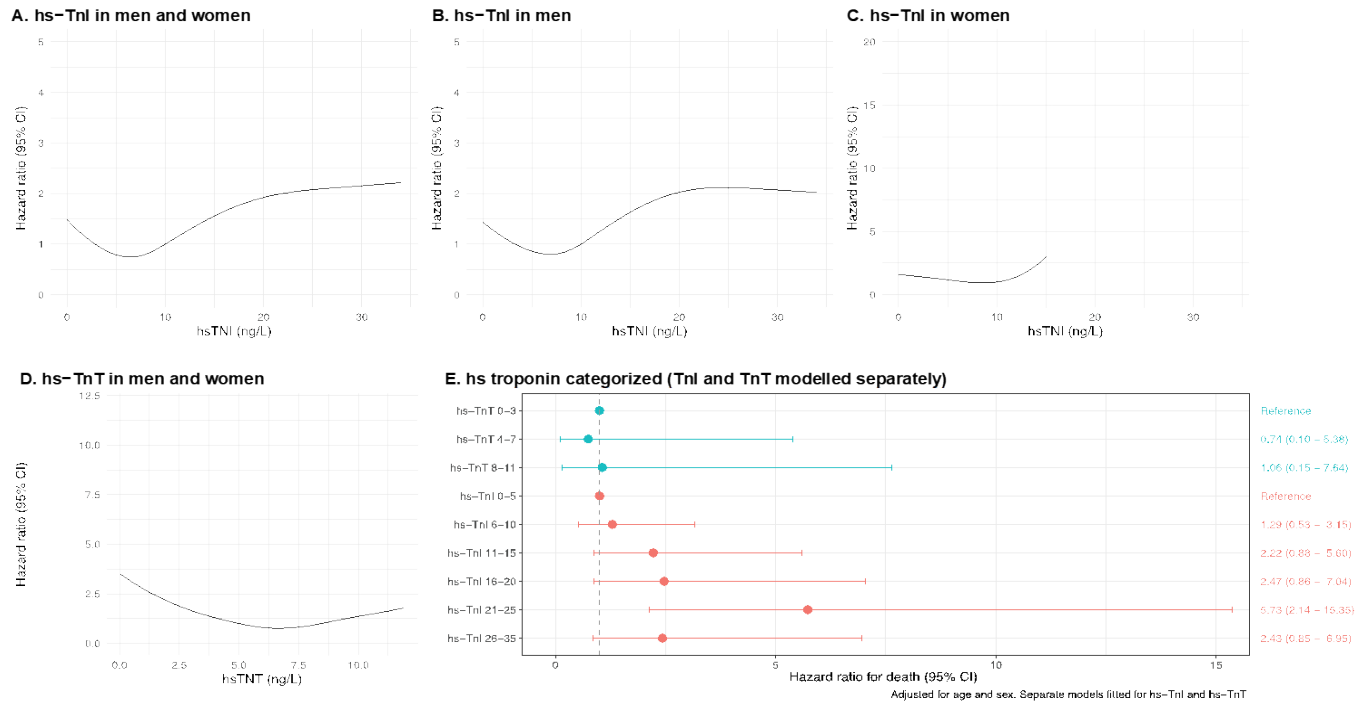 A. hs−TnI in men and women
B. hs−TnI in men
C. hs−TnI in women
Hazard ratio (95% CI)
5
4
3
2
1
0
0 10 20 30
hsTNI (ng/L)
Hazard ratio (95% CI)
5
4
3
2
1
0
0 10 20 30
hsTNI (ng/L)
Hazard ratio (95% CI)
20
15
10
5
0
0 10 20 30
hsTNI (ng/L)
D. hs−TnT in men and women
Hazard ratio (95% CI)
12.5
10.0
7.5
5.0
2.5
0.0
0.0 2.5 5.0 7.5 10.0
hsTNT (ng/L)
E. hs troponin categorized (TnI and TnT modelled separately)
hs−TnT 0−3 Reference
hs−TnT 4−7 0.74 (0.10 − 5.38)
hs−TnT 8−11 1.06 (0.15 − 7.64)
hs−TnI 0−5 Reference
hs−TnI 6−10 1.29 (0.53 − 3.15)
hs−TnI 11−15 2.22 (0.88 − 5.60)
hs−TnI 16−20 2.47 (0.86 − 7.04)
hs−TnI 21−25 5.73 (2.14 − 15.35)
hs−TnI 26−35 2.43 (0.85 − 6.95)
0 5 10 15
Hazard ratio for death (95% CI)
Adjusted for age and sex. Separate models fitted for hs−TnI and hs−TnT